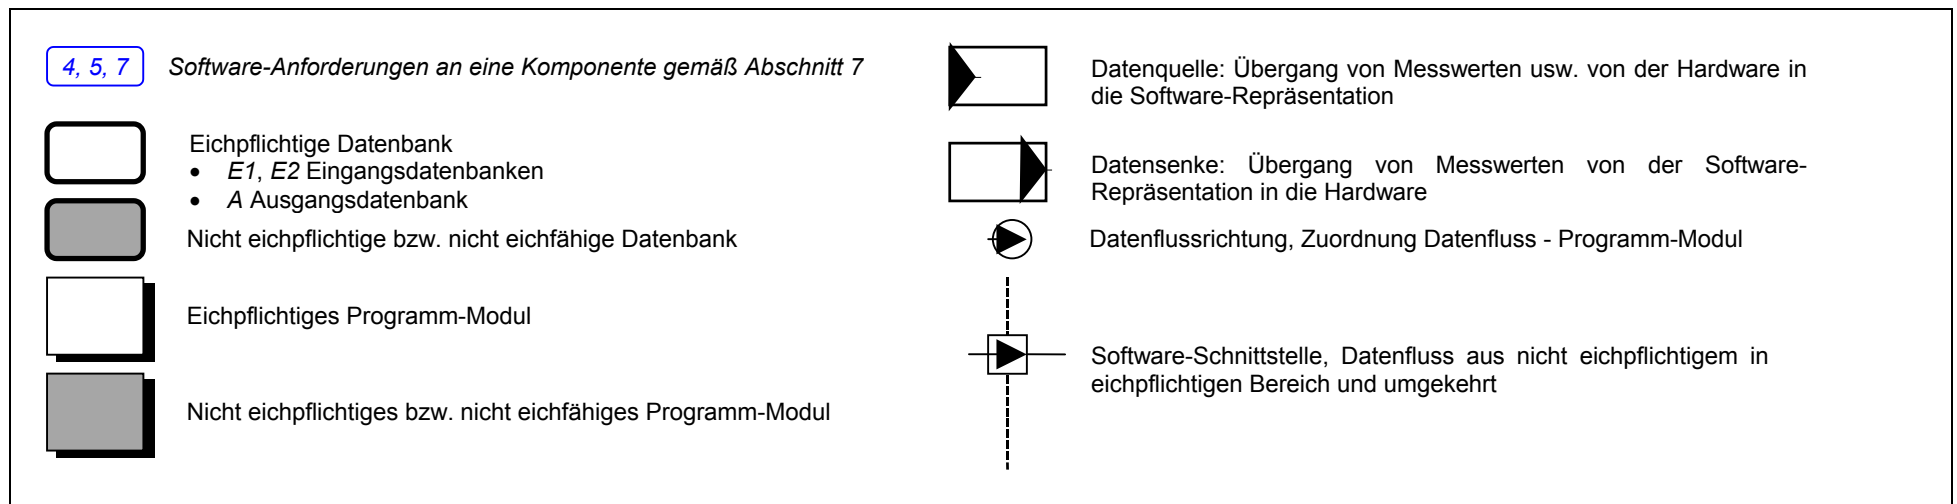 4, 5, 7 Software-Anforderungen an eine Komponente gemäß Abschnitt 7
Eichpflichtige Datenbank
• E1, E2 Eingangsdatenbanken
• A Ausgangsdatenbank
Nicht eichpflichtige bzw. nicht eichfähige Datenbank
Eichpflichtiges Programm-Modul
Nicht eichpflichtiges bzw. nicht eichfähiges Programm-Modul
Datenquelle: Übergang von Messwerten usw. von der Hardware in
die Software-Repräsentation
Datensenke: Übergang von Messwerten von der Software-
Repräsentation in die Hardware
Datenflussrichtung, Zuordnung Datenfluss - Programm-Modul
Software-Schnittstelle, Datenfluss aus nicht eichpflichtigem in
eichpflichtigen Bereich und umgekehrt